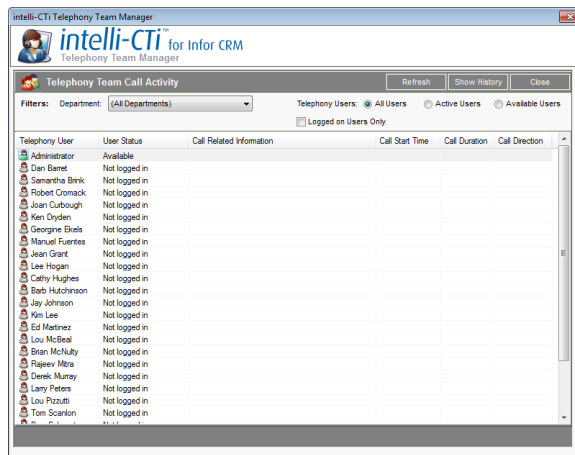 intelli-CTi Telephony Team Manager
intelli-CTi™ for Infor CRM
Telephony Team Manager
Telephony Team Call Activity Refresh Show History Close
Filters: Department: (All Departments) Telephony Users: All Users Active Users Available Users
Logged on Users Only
Telephony User User Status Call Related Information Call Start Time Call Duration Call Direction
Administrator Available
Dan Barret Not logged in
Samantha Brink Not logged in
Robert Cromack Not logged in
Joan Curbough Not logged in
Ken Dryden Not logged in
Georgine Ekels Not logged in
Manuel Fuentes Not logged in
Jean Grant Not logged in
Lee Hogan Not logged in
Cathy Hughes Not logged in
Barb Hutchinson Not logged in
Jay Johnson Not logged in
Kim Lee Not logged in
Ed Martinez Not logged in
Lou McBeal Not logged in
Brian McNulty Not logged in
Rajeev Mitra Not logged in
Derek Murray Not logged in
Larry Peters Not logged in
Lou Pizzutti Not logged in
Tom Scanlon Not logged in